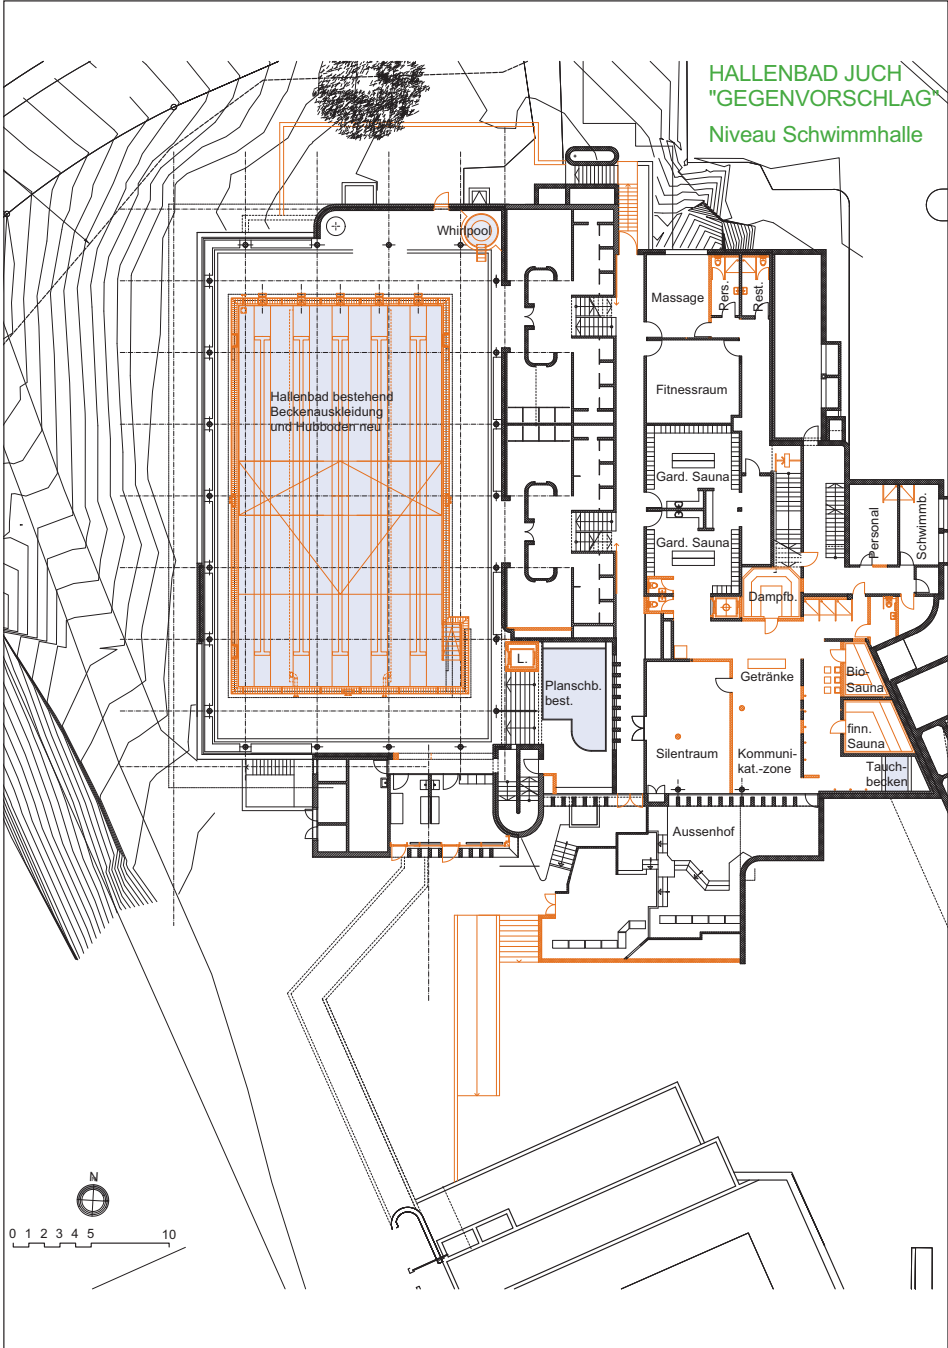 HALLENBAD JUCH
"GEGENVORSCHLAG"
Niveau Schwimmhalle
Whirlpool
Massage
Pers.
Rest.
Hallenbad bestehend
Beckenauskleidung
und Hubboden neu
Fitnessraum
Gard. Sauna
Gard. Sauna
Personal
Schwimmb.
Dampfb.
L.
Planschb.
best.
Getränke
Bio-
Sauna
finn.
Sauna
Silentraum
Kommuni-
kat.-zone
Tauch-
becken
Aussenhof
N
0 1 2 3 4 5 10